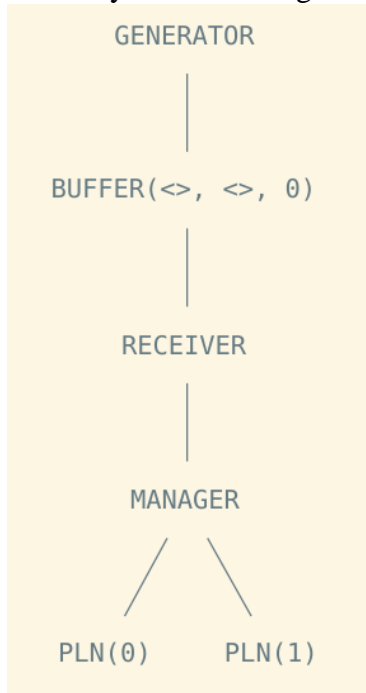 GENERATOR
BUFFER(<>, <>, 0)
RECEIVER
MANAGER
PLN(0) PLN(1)